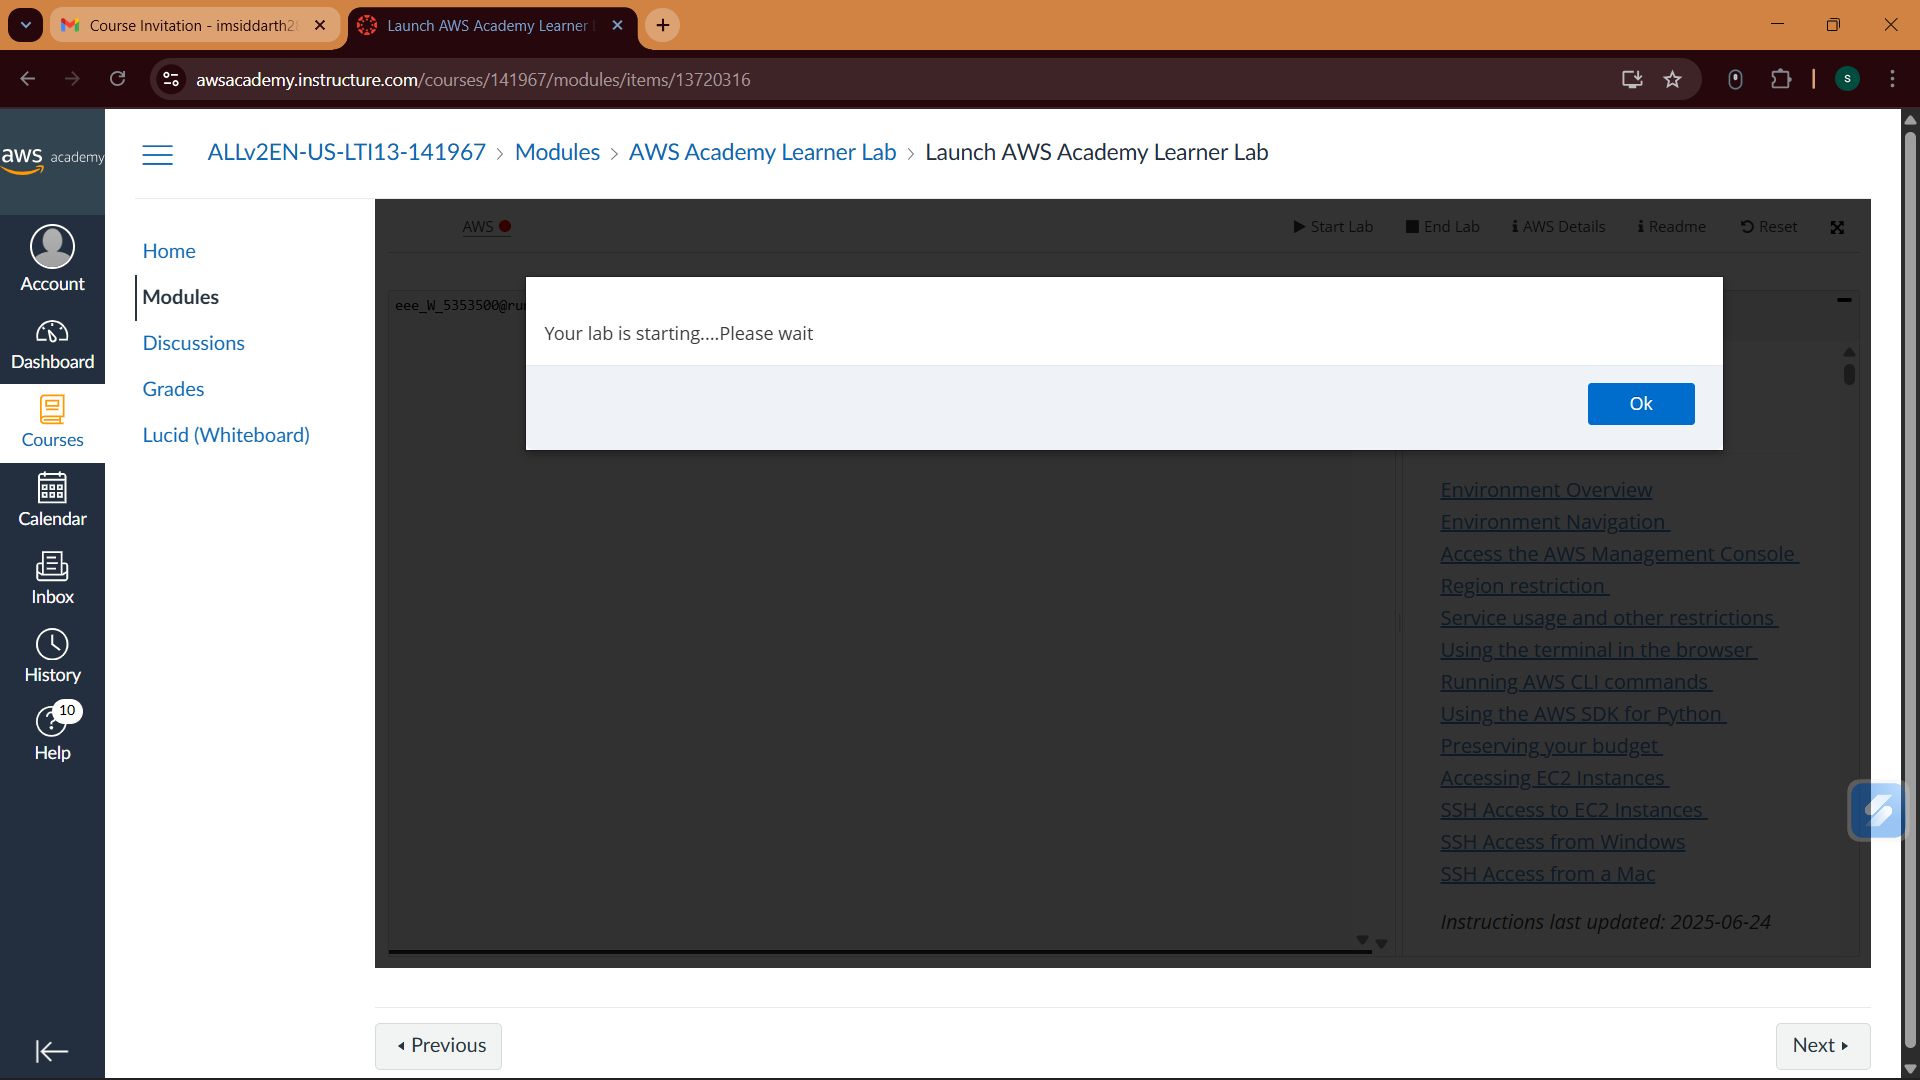 Course Invitation - imsiddarth2
Launch AWS Academy Learner
awsacademy.instructure.com/courses/141967/modules/items/13720316
S
aws academy
ALLv2EN-US-LTI13-141967 > Modules > AWS Academy Learner Lab > Launch AWS Academy Learner Lab
Account
Dashboard
Courses
Calendar
Inbox
History
10
Help
Home
Modules
Discussions
Grades
Lucid (Whiteboard)
AWS
Start Lab
End Lab
AWS Details
Readme
Reset
eee_W_5353500@ru
Your lab is starting....Please wait
Ok
Environment Overview
Environment Navigation
Access the AWS Management Console
Region restriction
Service usage and other restrictions
Using the terminal in the browser
Running AWS CLI commands
Using the AWS SDK for Python
Preserving your budget
Accessing EC2 Instances
SSH Access to EC2 Instances
SSH Access from Windows
SSH Access from a Mac
Instructions last updated: 2025-06-24
Previous
Next